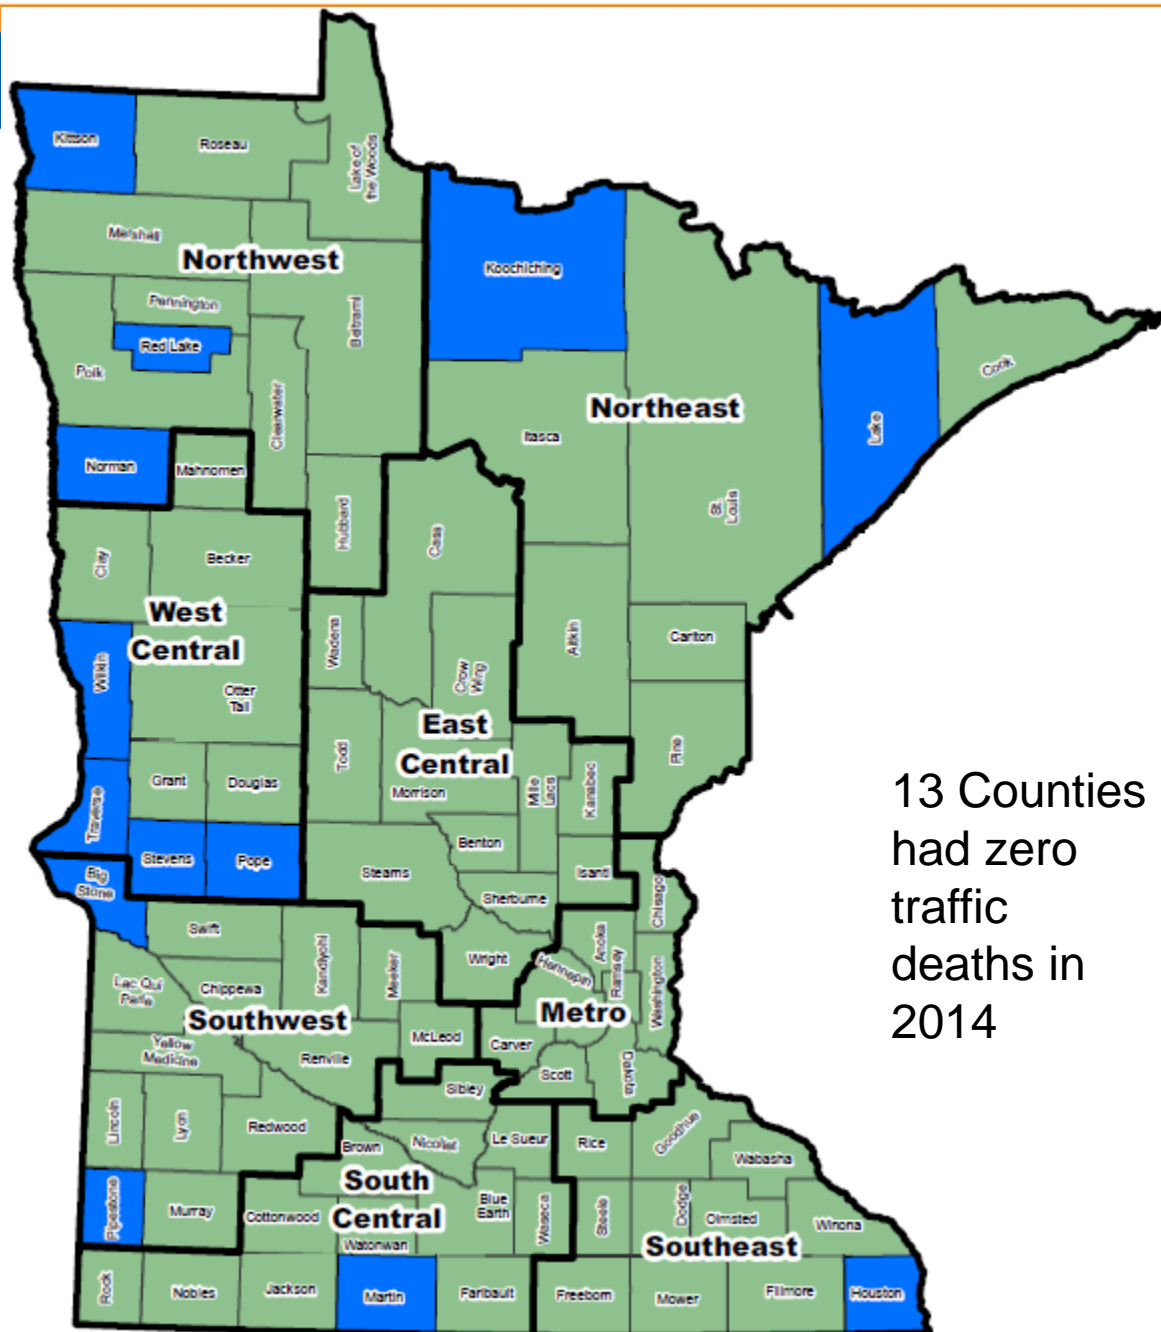 Kittson
Roseau
Lake of
the Woods
Marshall
Northwest
Koochiching
Pennington
Beltrami
Red Lake
Polk
Cook
Clearwater
Northeast
Lake
Itasca
Norman
Mahnomen
Hubbard
Cass
St.
Louis
Clay
Becker
West
Central
Wadena
Aitkin
Carlton
Wilkin
Otter
Tail
Crow
Wing
East
Central
Todd
Pine
Grant
Douglas
Morrison
Mille
Lacs
Kanabec
Traverse
13 Counties
had zero
traffic
deaths in
2014
Benton
Stevens
Pope
Big
Stone
Stearns
Isanti
Sherburne
Chisago
Swift
Kandiyohi
Meeker
Wright
Anoka
Hennepin
Ramsey
Washington
Lac Qui
Parle
Chippewa
Southwest
Metro
McLeod
Carver
Yellow
Medicine
Renville
Scott
Dakota
Sibley
Lincoln
Lyon
Redwood
Brown
Nicollet
Le Sueur
Rice
Goodhue
Wabasha
South
Central
Pipestone
Murray
Cottonwood
Blue
Earth
Waseca
Steele
Dodge
Olmsted
Winona
Watonwan
Southeast
Rock
Nobles
Jackson
Martin
Faribault
Freeborn
Mower
Fillmore
Houston